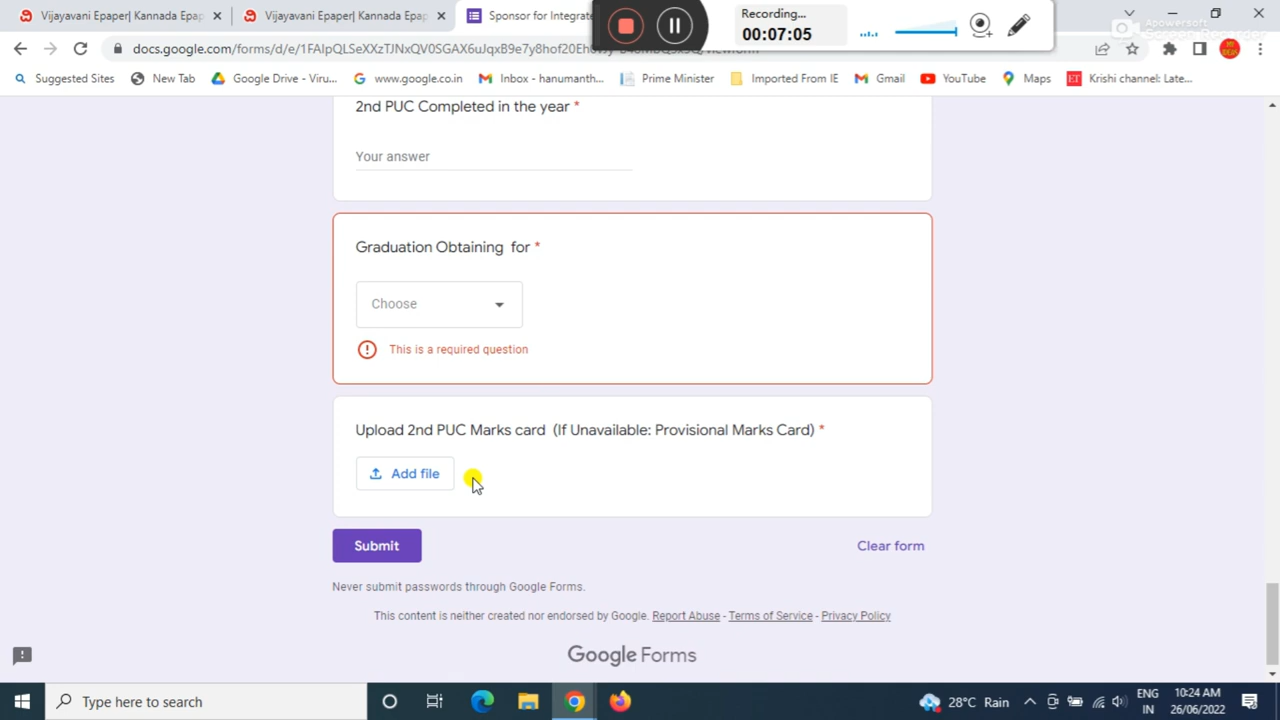 Vijayavani Epaper| Kannada Epap
Vijayavani Epaper| Kannada Epap
Sponsor for Integrate
Recording...
00:07:05
Apowersoft
Screen Recorder
docs.google.com/forms/d/e/
Suggested Sites
New Tab
Google Drive - Viru...
www.google.co.in
Inbox - hanumanth...
Prime Minister
Imported From IE
Gmail
YouTube
Maps
ET
Krishi channel: Late...
2nd PUC Completed in the year *
Your answer
Graduation Obtaining for *
Choose
This is a required question
Upload 2nd PUC Marks card (If Unavailable: Provisional Marks Card) *
Add file
Submit
Clear form
Never submit passwords through Google Forms.
This content is neither created nor endorsed by Google. Report Abuse - Terms of Service - Privacy Policy
Google Forms
Type here to search
28°C Rain
ENG
IN
10:24 AM
26/06/2022